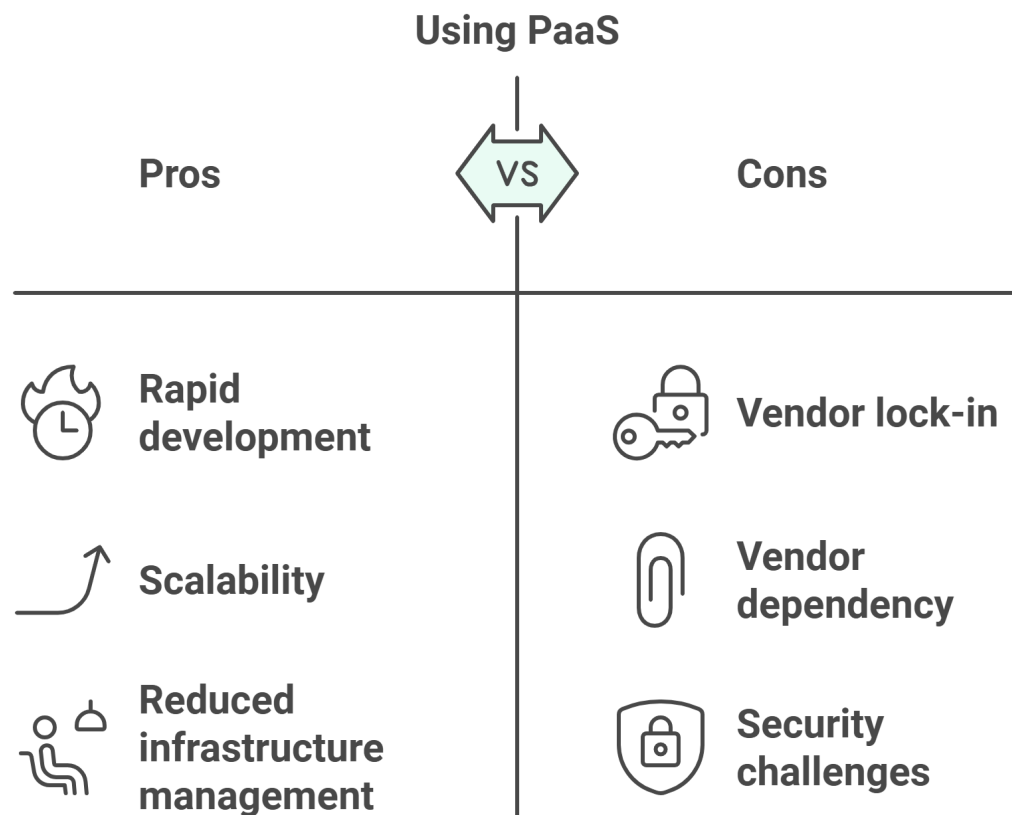 Using PaaS
Pros
VS
Cons
Rapid
development
Vendor lock-in
Scalability
Vendor
dependency
Reduced
infrastructure
management
Security
challenges